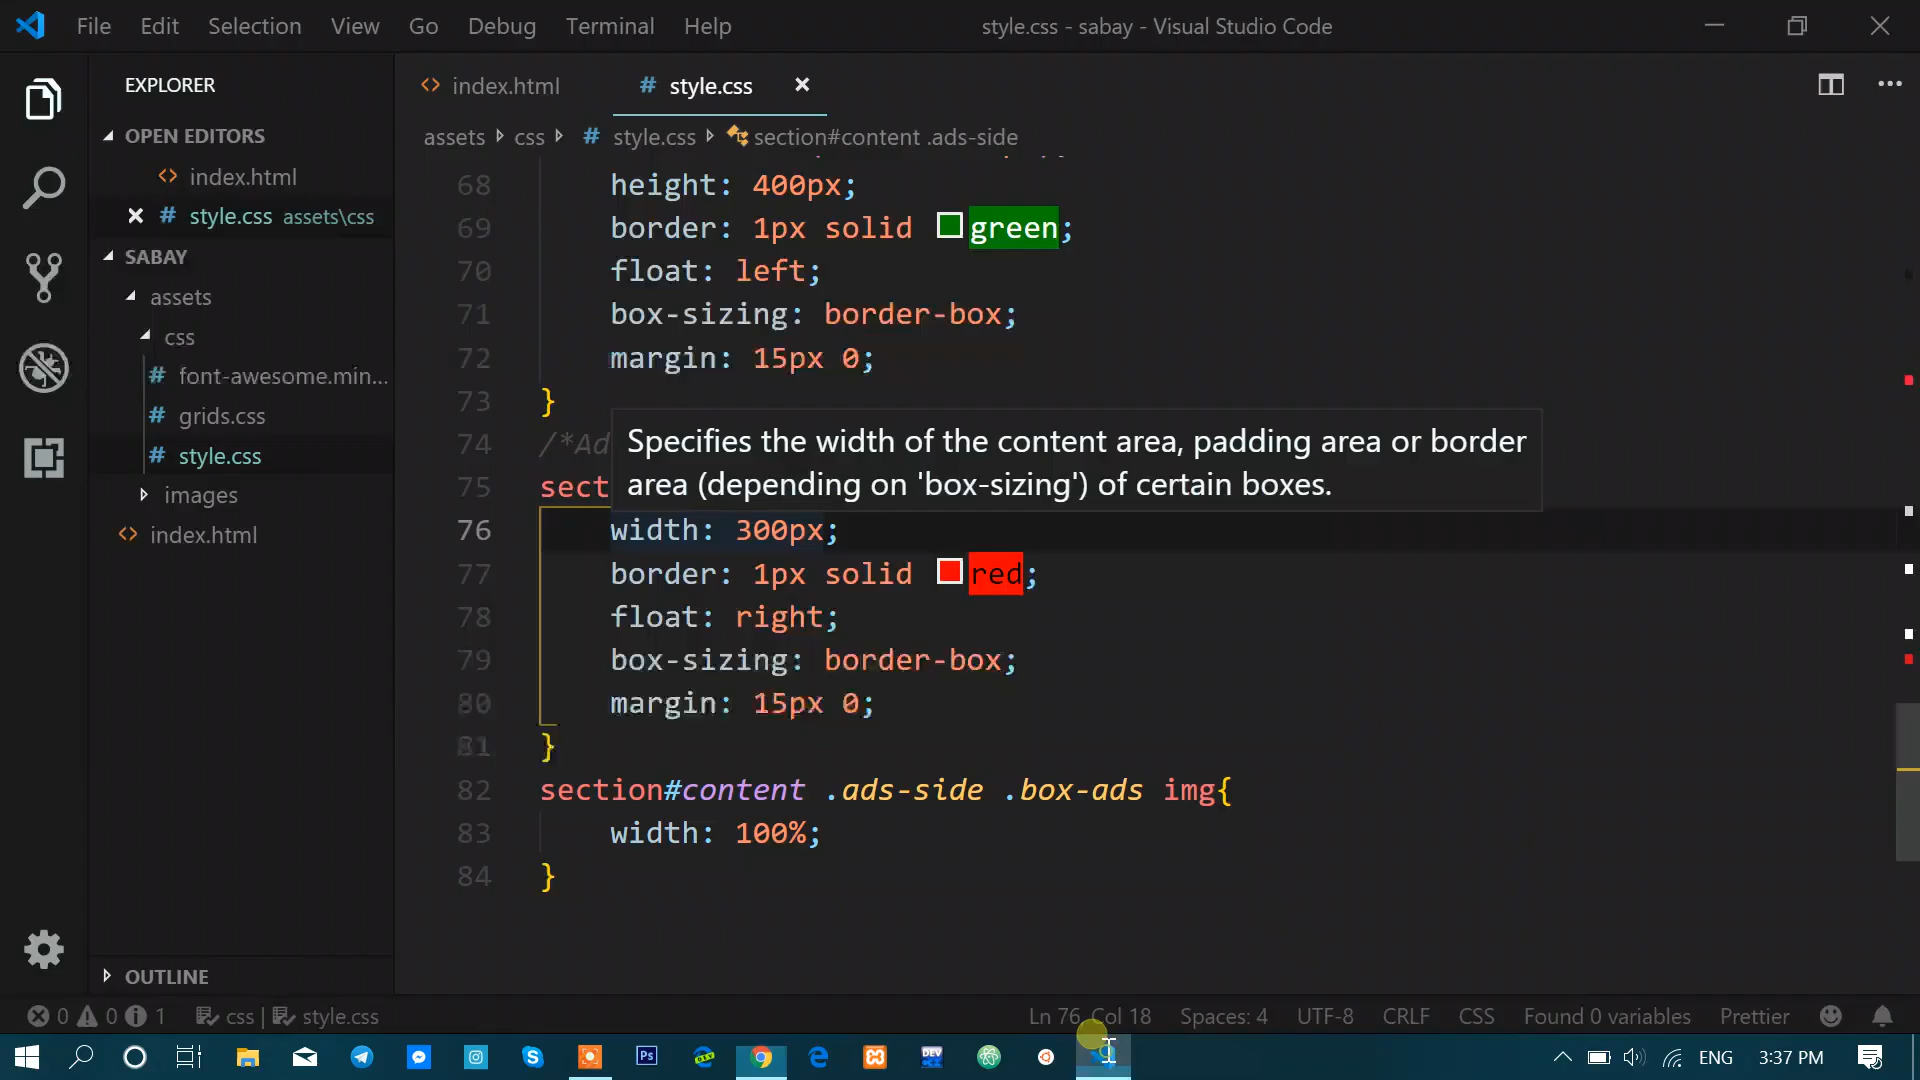 File Edit Selection View Go Debug Terminal Help
style.css - sabay - Visual Studio Code
EXPLORER
OPEN EDITORS
index.html
style.css assets\css
SABAY
assets
css
font-awesome.min...
grids.css
style.css
images
index.html
OUTLINE
index.html
style.css
assets css style.css section#content .ads-side
68 height: 400px;
69 border: 1px solid green;
70 float: left;
71 box-sizing: border-box;
72 margin: 15px 0;
73 }
74 /*Ad
75 sect
Specifies the width of the content area, padding area or border
area (depending on 'box-sizing') of certain boxes.
76 width: 300px;
77 border: 1px solid red;
78 float: right;
79 box-sizing: border-box;
80 margin: 15px 0;
81 }
82 section#content .ads-side .box-ads img{
83 width: 100%;
84 }
0 0 1 css | style.css
Ln 76, Col 18 Spaces: 4 UTF-8 CRLF CSS Found 0 variables Prettier
Ps
DEV
ENG 3:37 PM